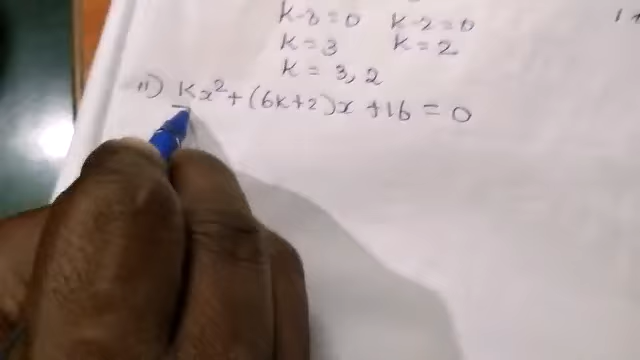 K-3=0 K-2=0
K=3 K=2
K = 3, 2
ii) Kx²+(6k+2)x +16 = 0